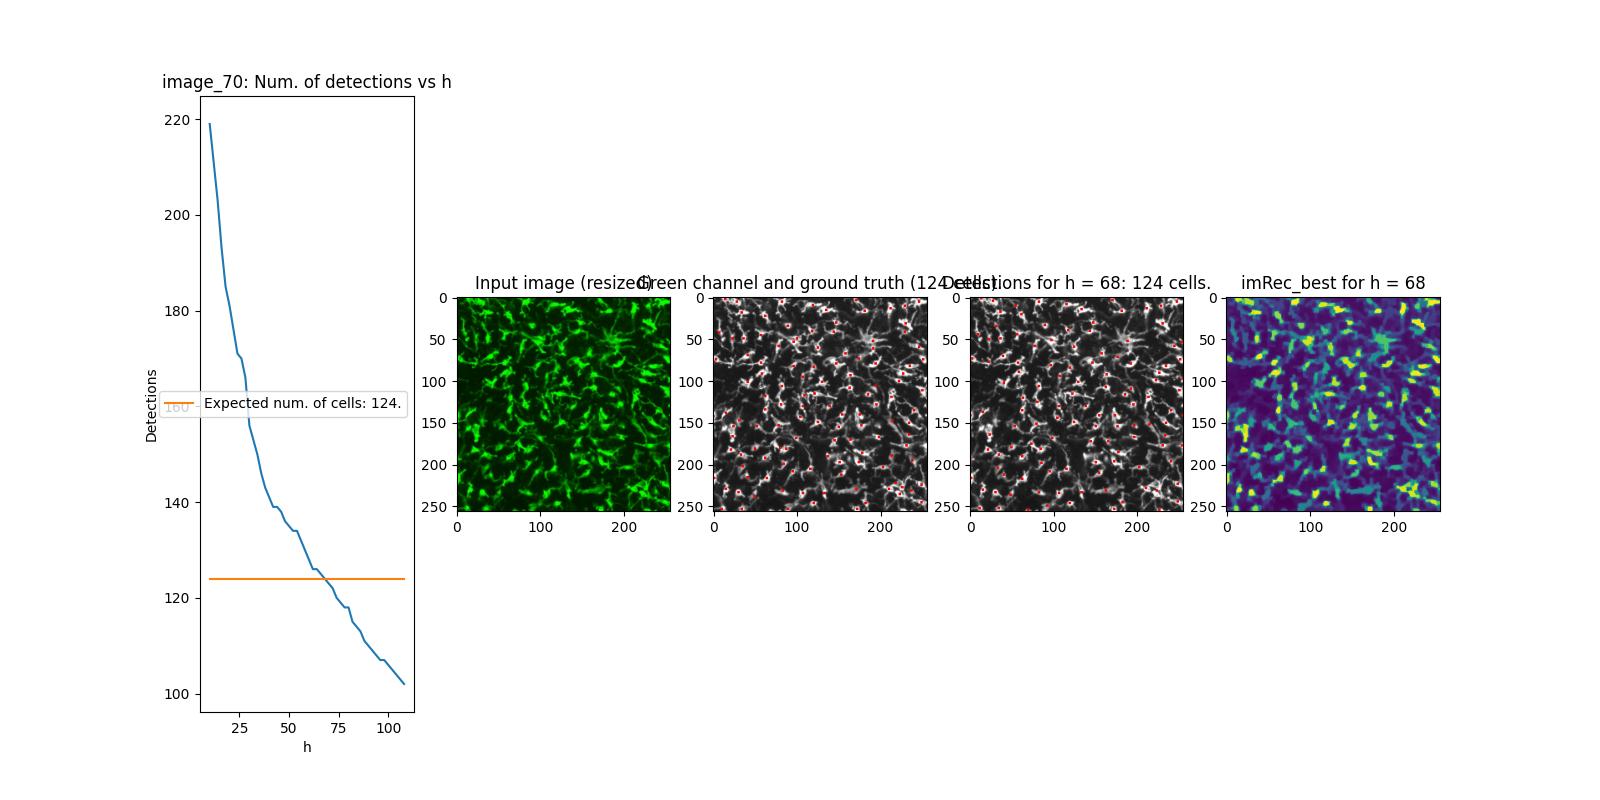 image_70: Num. of detections vs h
220
200
180
160
140
120
100
Detections
Expected num. of cells: 124.
25 50 75 100
h
Input image (resized)
0
50
100
150
200
250
0 100 200
Green channel and ground truth (124 cells)
0
50
100
150
200
250
0 100 200
Detections for h = 68: 124 cells.
0
50
100
150
200
250
0 100 200
imRec_best for h = 68
0
50
100
150
200
250
0 100 200